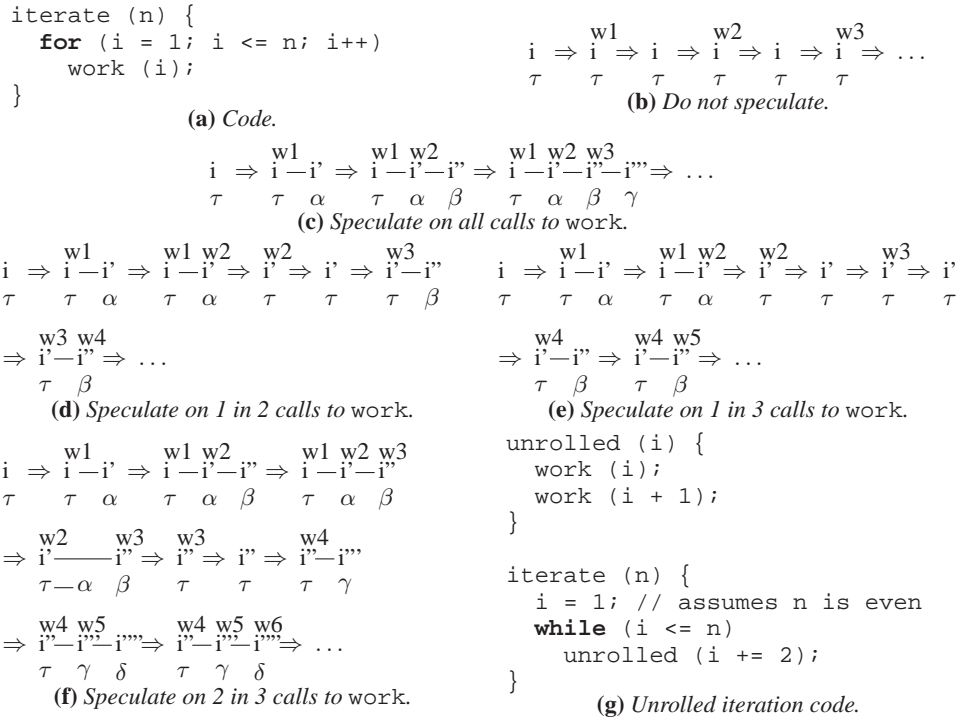 iterate (n) {
for (i = 1; i <= n; i++)
work (i);
}
(a) Code.
w1 w2 w3
i ⇒ i ⇒ i ⇒ i ⇒ i ⇒ i ⇒ ...
τ τ τ τ τ τ
(b) Do not speculate.
w1 w1 w2 w1 w2 w3
i ⇒ i –i' ⇒ i –i'–i" ⇒ i –i'–i"–i"'⇒ ...
τ τ α τ α β τ α β γ
(c) Speculate on all calls to work.
w1 w1 w2 w2 w3
i ⇒ i –i' ⇒ i –i' ⇒ i' ⇒ i' ⇒ i'–i"
τ τ α τ α τ τ τ β
w3 w4
⇒ i'–i" ⇒ ...
τ β
(d) Speculate on 1 in 2 calls to work.
w1 w1 w2 w2 w3
i ⇒ i –i' ⇒ i –i' ⇒ i' ⇒ i' ⇒ i' ⇒ i'
τ τ α τ α τ τ τ τ
w4 w4 w5
⇒ i'–i" ⇒ i'–i" ⇒ ...
τ β τ β
(e) Speculate on 1 in 3 calls to work.
w1 w1 w2 w1 w2 w3
i ⇒ i –i' ⇒ i –i'–i" ⇒ i –i'–i"
τ τ α τ α β τ α β
w2 w3 w3 w4
⇒ i'——i" ⇒ i" ⇒ i" ⇒ i"–i"'
τ–α β τ τ τ γ
w4 w5 w4 w5 w6
⇒ i"–i"'–i""⇒ i"–i"'–i""⇒ ...
τ γ δ τ γ δ
(f) Speculate on 2 in 3 calls to work.
unrolled (i) {
work (i);
work (i + 1);
}
iterate (n) {
i = 1; // assumes n is even
while (i <= n)
unrolled (i += 2);
}
(g) Unrolled iteration code.